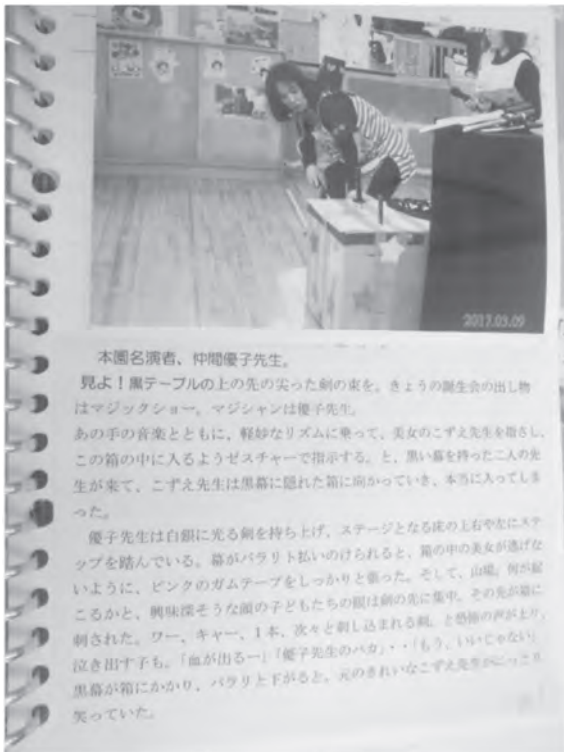 2017.03.09
本園名演者、仲間優子先生。
見よ！黒テーブルの上の先の尖った剣の束を。きょうの誕生会の出し物
はマジックショー。マジシャンは優子先生。
あの手の音楽とともに、軽妙なリズムに乗って、美女のこずえ先生を指さし、
この箱の中に入るようゼスチャーで指示する。と、黒い幕を持った二人の先
生が来て、こずえ先生は黒幕に隠れた箱に向かっていき、本当に入ってしま
った。
優子先生は白銀に光る剣を持ち上げ、ステージとなる床の上右や左にステ
ップを踏んでいる。幕がバラリト払いのけられると、箱の中の美女が逃げな
いように、ピンクのガムテープをしっかりと張った。そして、山場。何が起
こるかと、興味深そうな顔の子どもたちの眼は剣の先に集中。その先が箱に
刺された。ワー、キャー、1本、次々と刺し込まれる剣。と恐怖の声が上り、
泣き出す子も。「血が出るー」「優子先生のバカ」・・「もう、いいじゃない」
黒幕が箱にかかり、バラリと下がると、元のきれいなこずえ先生がにっこり
笑っていた。